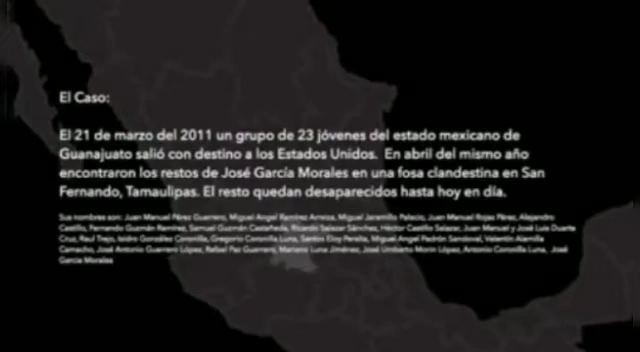 El Caso:
El 21 de marzo del 2011 un grupo de 23 jóvenes del estado mexicano de
Guanajuato salió con destino a los Estados Unidos. En abril del mismo año
encontraron los restos de José García Morales en una fosa clandestina en San
Fernando, Tamaulipas. El resto quedan desaparecidos hasta hoy en día.
Sus nombres son: Juan Manuel Pérez Guerrero, Miguel Angel Ramírez Miguel Jaramillo Palacio, Juan Manuel Rojas Pérez, Alejandro
Castillo, Fernando Guzmán Ramírez, Samuel Guzmán Castañeda, Ricardo Salazar Sánchez, Héctor Castillo Salazar, Juan Manuel y José Luis Duarte
Cruz, Raúl Trejo, Isidro González Coronilla, Gregorio Coronilla Luna, Santos Eloy Peralta, Miguel Angel Padrón Sandoval, Valentín Alamilla
Camacho, José Antonio Guerrero López, Rafael Paz Guerrero, Mariano Luna Jiménez, José Umberto Morin López, Antonio Coronilla Luna, José
García Morales